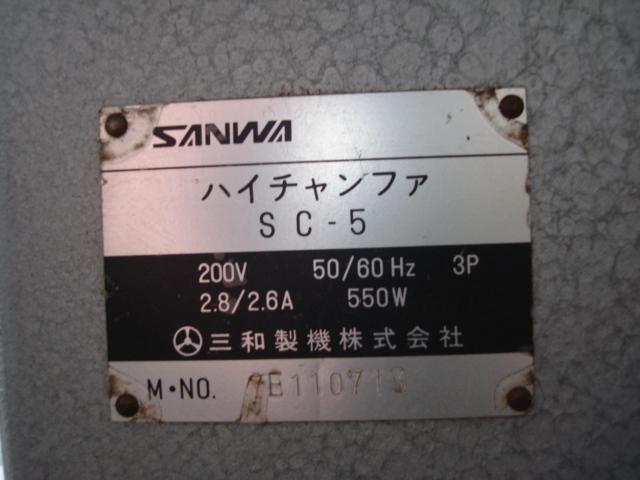 SANWA
ハイチャンファ
SC-5
200V 50/60Hz 3P
2.8/2.6A 550W
三和製機株式会社
M・NO.